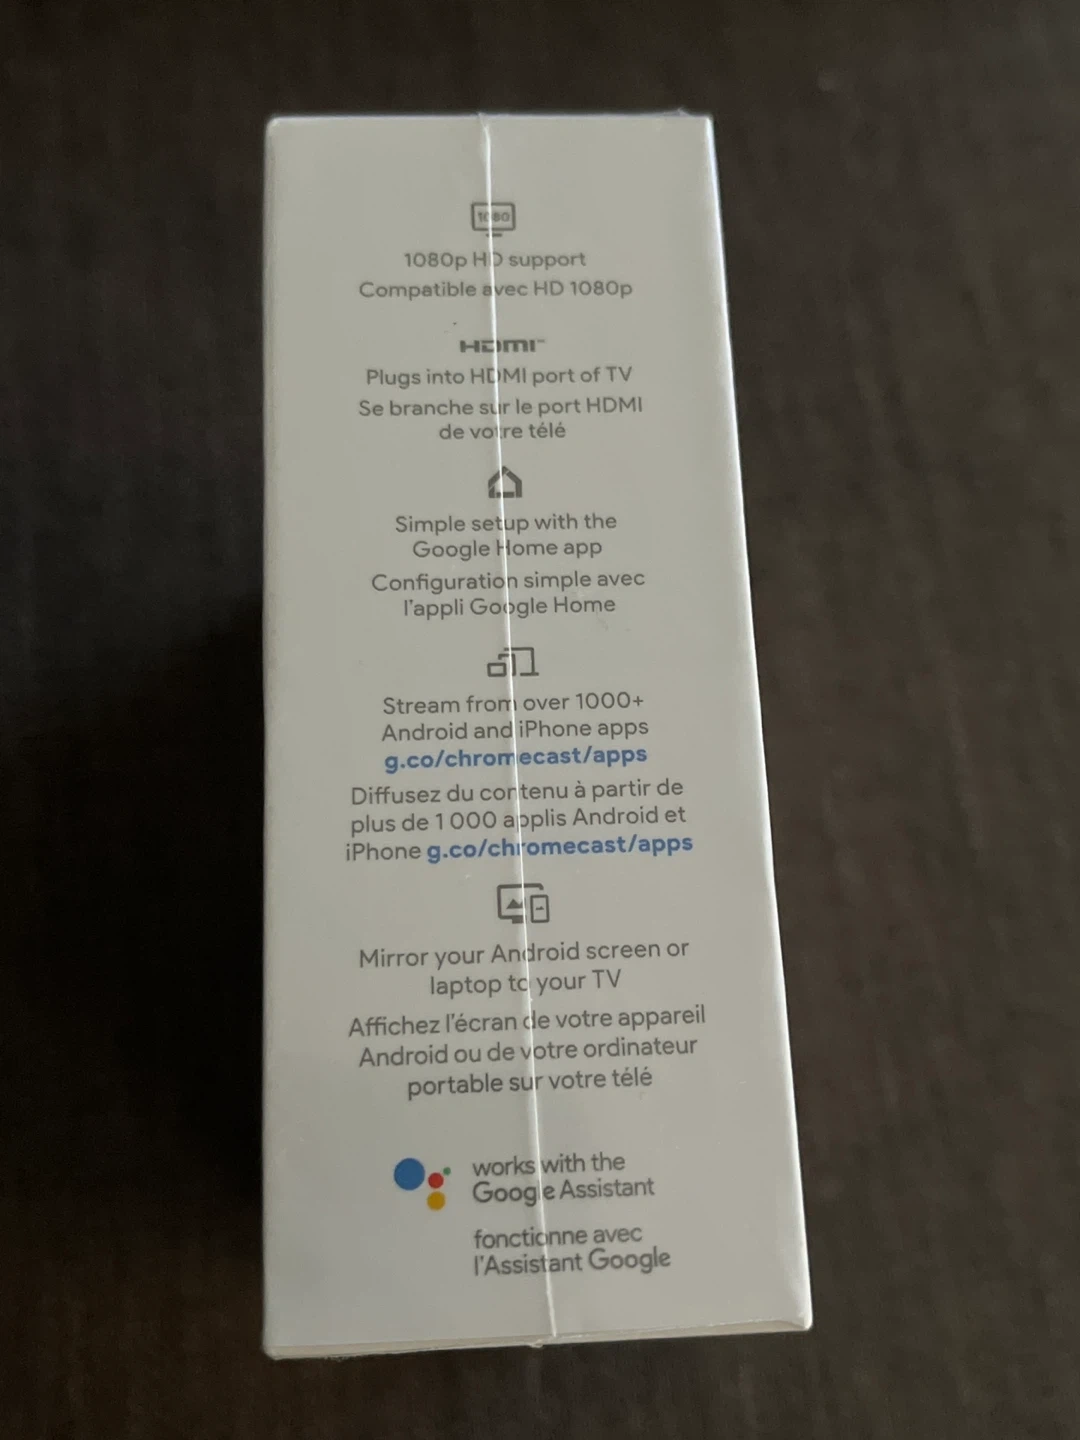 1080
1080p HD support
Compatible avec HD 1080p
HDMI™
Plugs into HDMI port of TV
Se branche sur le port HDMI
de votre télé
Simple setup with the
Google Home app
Configuration simple avec
l'appli Google Home
Stream from over 1000+
Android and iPhone apps
g.co/chromecast/apps
Diffusez du contenu à partir de
plus de 1 000 applis Android et
iPhone g.co/chromecast/apps
Mirror your Android screen or
laptop to your TV
Affichez l'écran de votre appareil
Android ou de votre ordinateur
portable sur votre télé
works with the
Google Assistant
fonctionne avec
l'Assistant Google